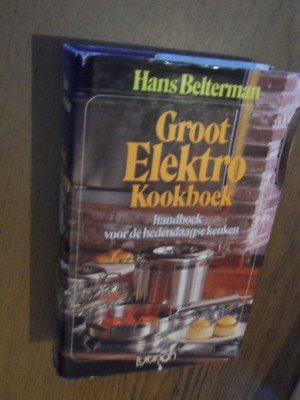 Hans Belterman
Groot
Elektro
Kookboek
handboek
voor de hedendaagse keuken